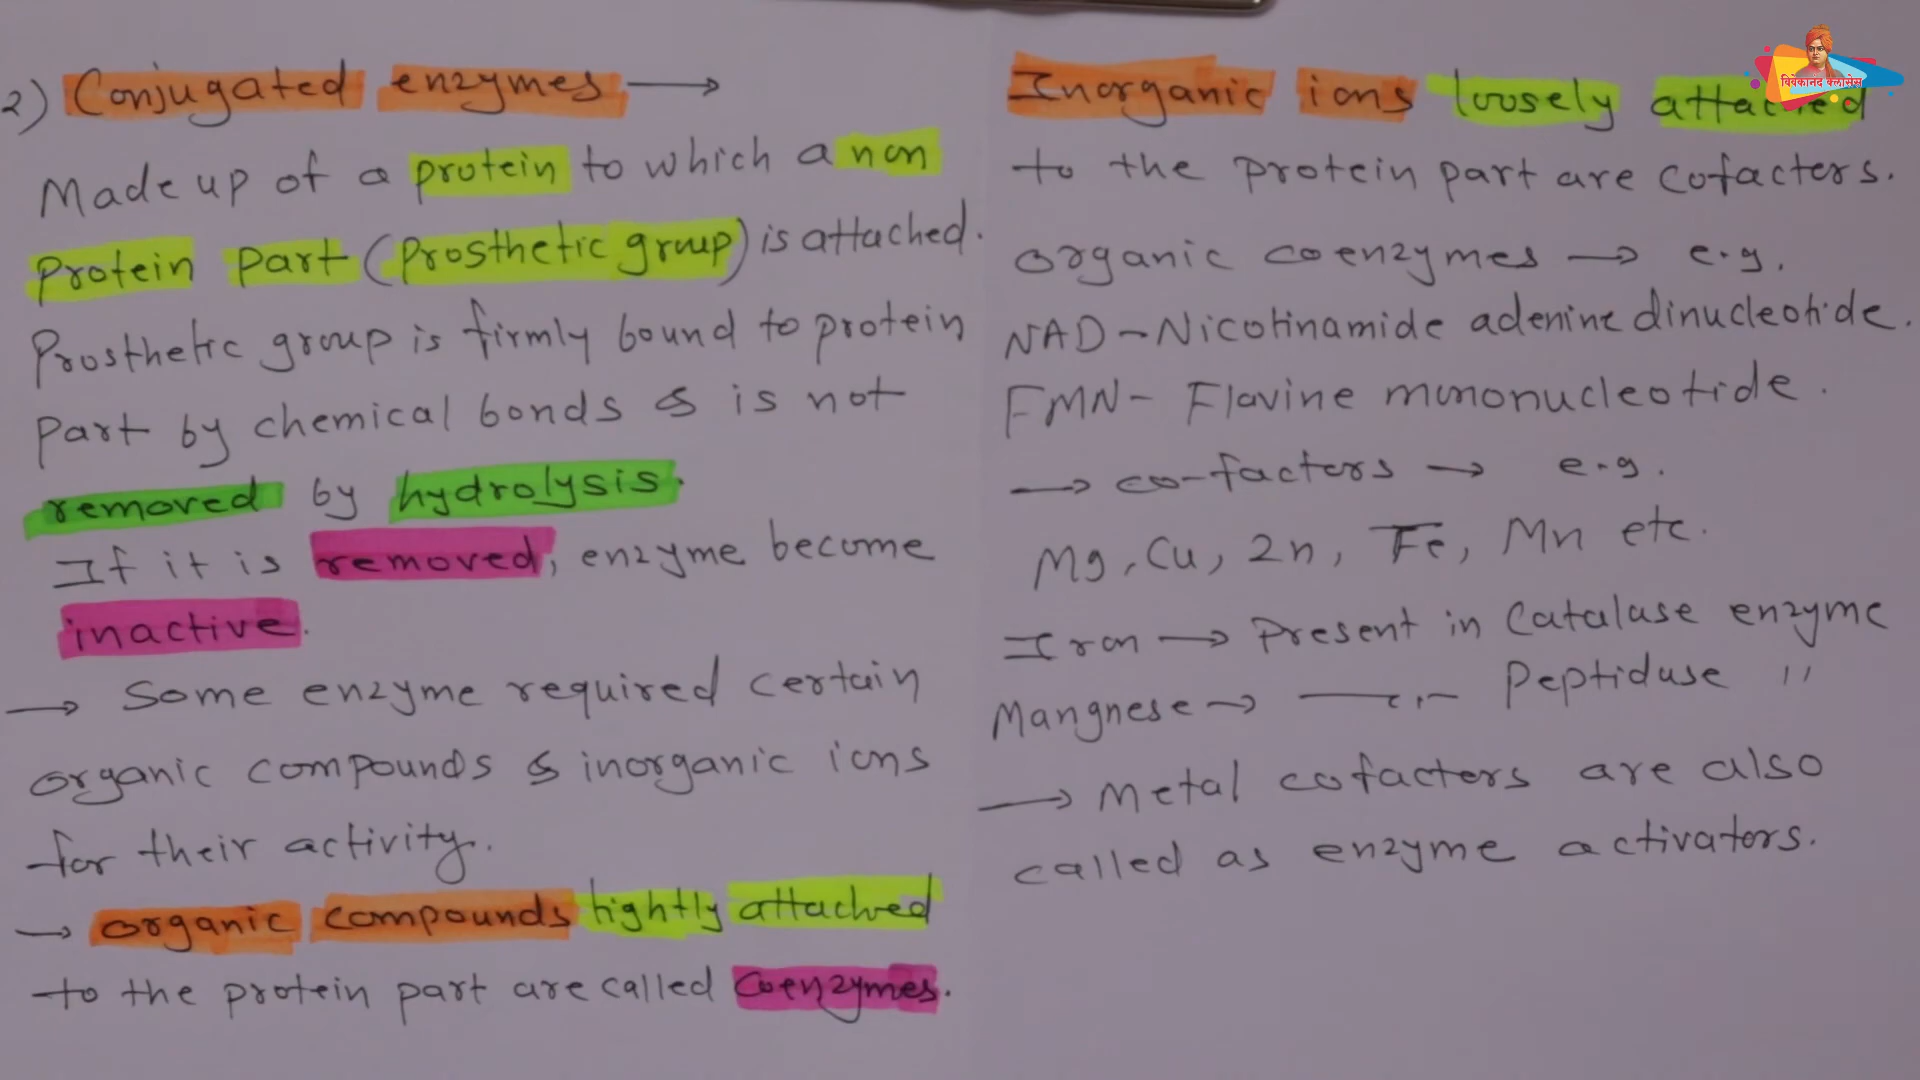 2) Conjugated enzymes →
Made up of a protein to which a non
protein part (prosthetic group) is attached.
Prosthetic group is firmly bound to protein
part by chemical bonds & is not
removed by hydrolysis.
If it is removed, enzyme become
inactive.
→ Some enzyme required certain
organic compounds & inorganic ions
for their activity.
→ organic compounds tightly attached
to the protein part are called coenzymes.
Inorganic ions loosely attached
to the protein part are cofactors.
organic coenzymes → e.g.
NAD - Nicotinamide adenine dinucleotide.
FMN - Flavine mononucleotide.
→ co-factors → e.g.
Mg, Cu, Zn, Fe, Mn etc.
Iron → present in Catalase enzyme
Mangnese → —,,— Peptidase "
→ Metal cofactors are also
called as enzyme activators.
विवेकानंद क्लासेस